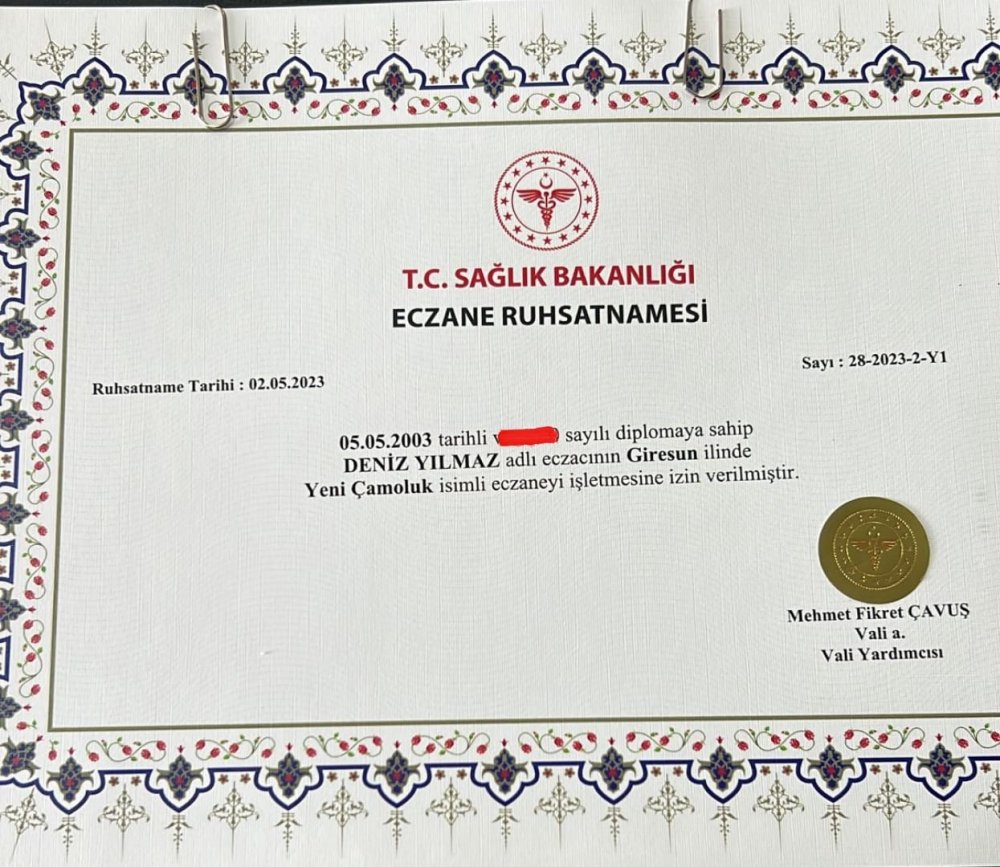 T.C. SAĞLIK BAKANLIĞI
ECZANE RUHSATNAMESİ
Sayı : 28-2023-2-Y1
Ruhsatname Tarihi : 02.05.2023
05.05.2003 tarihli sayılı diplomaya sahip
DENİZ YILMAZ adlı eczacının Giresun ilinde
Yeni Çamoluk isimli eczaneyi işletmesine izin verilmiştir.
Mehmet Fikret ÇAVUŞ
Vali a.
Vali Yardımcısı